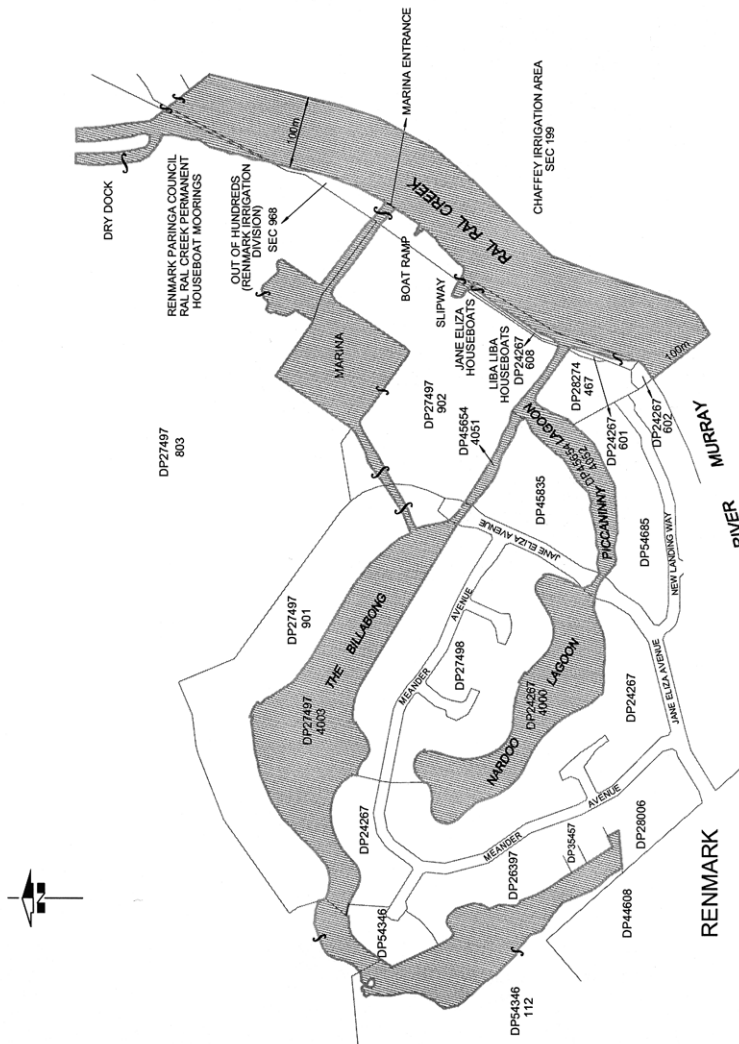 DRY DOCK
RENMARK PARINGA COUNCIL
RAL RAL CREEK PERMANENT
HOUSEBOAT MOORINGS
OUT OF HUNDREDS
(RENMARK IRRIGATION
DIVISION)
SEC 968
MARINA ENTRANCE
100m
RAL RAL CREEK
CHAFFEY IRRIGATION AREA
SEC 199
BOAT RAMP
SLIPWAY
JANE ELIZA
HOUSEBOATS
LIBA LIBA
HOUSEBOATS
DP24267
608
MARINA
DP27497
803
DP27497
902
DP45654
4051
DP28274
467
100m
DP24267
601
DP24267
602
PICCANINNY LAGOON
DP45654
4052
DP45835
DP54685
MURRAY
RIVER
NEW LANDING WAY
JANE ELIZA AVENUE
JANE ELIZA AVENUE
DP27497
901
THE BILLABONG
DP27497
4003
MEANDER AVENUE
DP27498
NARDOO LAGOON
DP24267
4000
DP24267
DP24267
MEANDER AVENUE
DP54346
DP26397
DP35457
DP28006
DP44608
DP54346
112
RENMARK
N